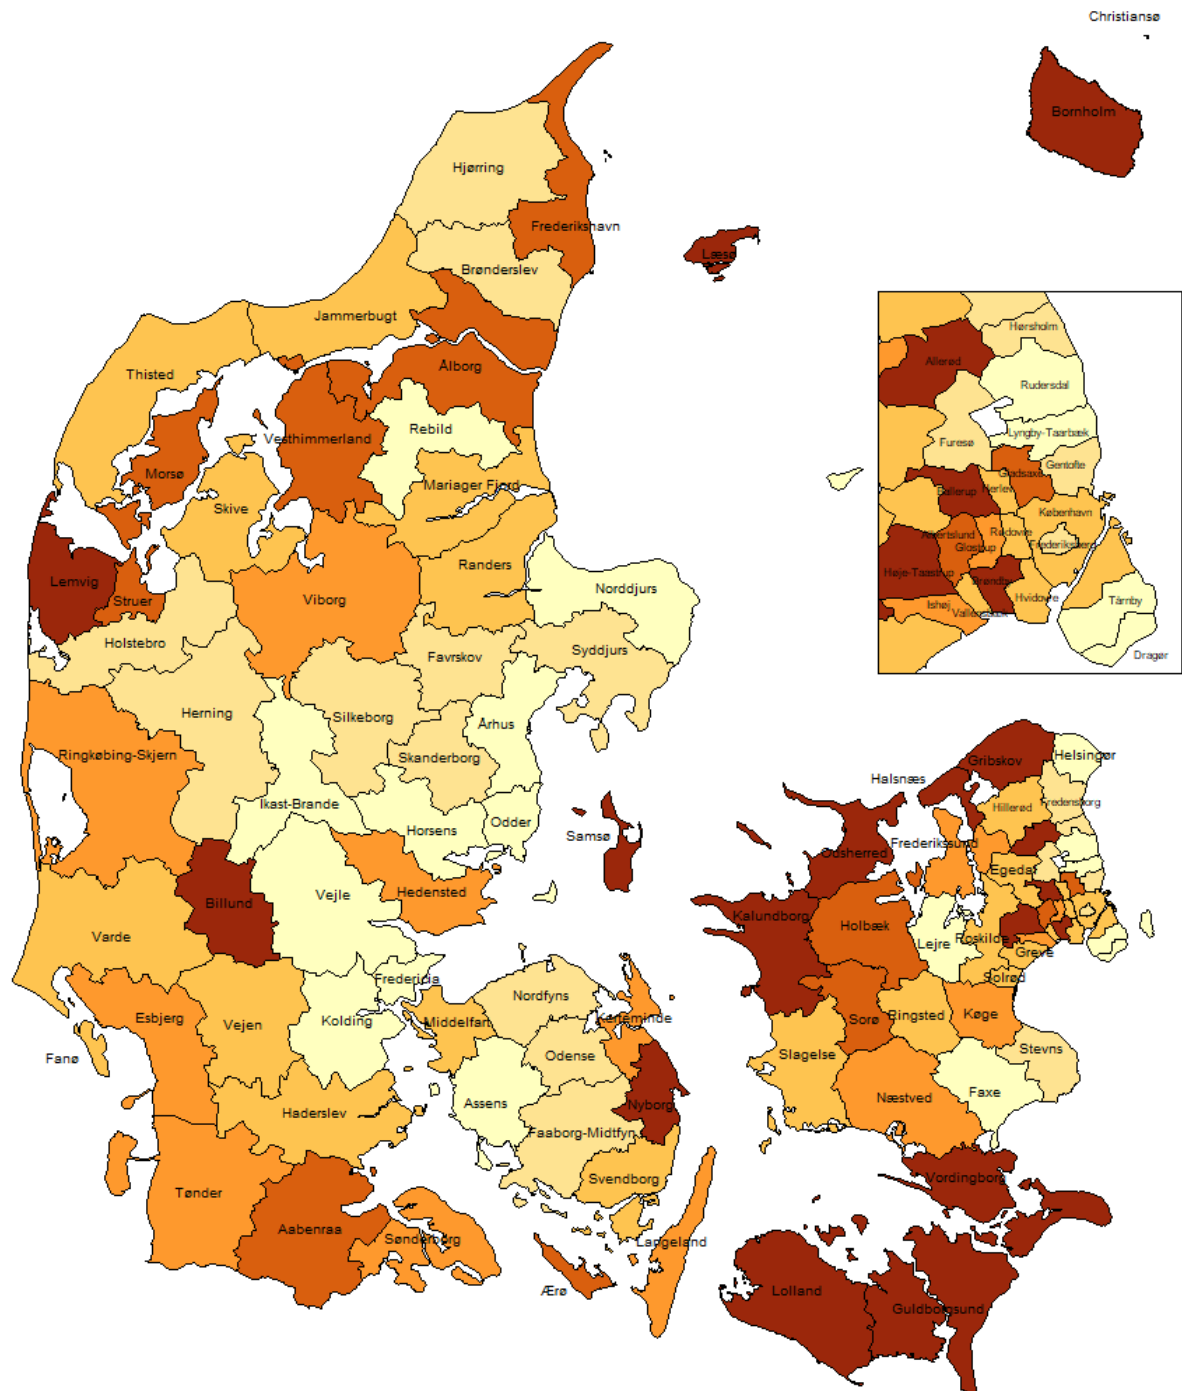 Christiansø
Bornholm
Hjørring
Frederikshavn
Læsø
Brønderslev
Jammerbugt
Ålborg
Thisted
Vesthimmerland
Rebild
Morsø
Mariager Fjord
Skive
Randers
Lemvig
Struer
Viborg
Norddjurs
Holstebro
Favrskov
Syddjurs
Herning
Silkeborg
Århus
Ringkøbing-Skjern
Skanderborg
Ikast-Brande
Horsens
Odder
Samsø
Hedensted
Vejle
Billund
Varde
Fredericia
Esbjerg
Vejen
Kolding
Fanø
Middelfart
Nordfyns
Kerteminde
Odense
Assens
Nyborg
Haderslev
Faaborg-Midtfyn
Svendborg
Tønder
Aabenraa
Sønderborg
Langeland
Ærø
Hørsholm
Allerød
Rudersdal
Lyngby-Taarbæk
Furesø
Gentofte
Gladsaxe
Ballerup
Herlev
København
Albertslund
Rødovre
Glostrup
Frederiksberg
Høje-Taastrup
Brøndby
Ishøj
Hvidovre
Vallensbæk
Tårnby
Dragør
Gribskov
Helsingør
Halsnæs
Hillerød
Fredensborg
Frederikssund
Odsherred
Egedal
Kalundborg
Holbæk
Lejre
Roskilde
Greve
Solrød
Sorø
Ringsted
Køge
Slagelse
Stevns
Næstved
Faxe
Vordingborg
Lolland
Guldborgsund